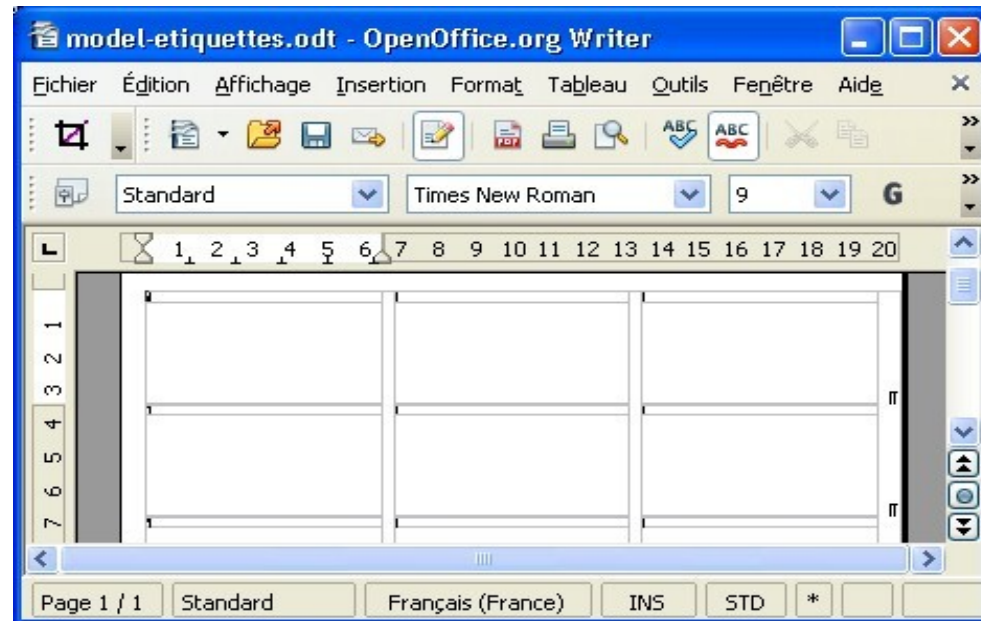 model-etiquettes.odt - OpenOffice.org Writer
Fichier Édition Affichage Insertion Format Tableau Outils Fenêtre Aide
ABC ABC
Standard Times New Roman 9 G
1 2 3 4 5 6 7 8 9 10 11 12 13 14 15 16 17 18 19 20
1
2
3
4
5
6
7
Page 1 / 1 Standard Français (France) INS STD *